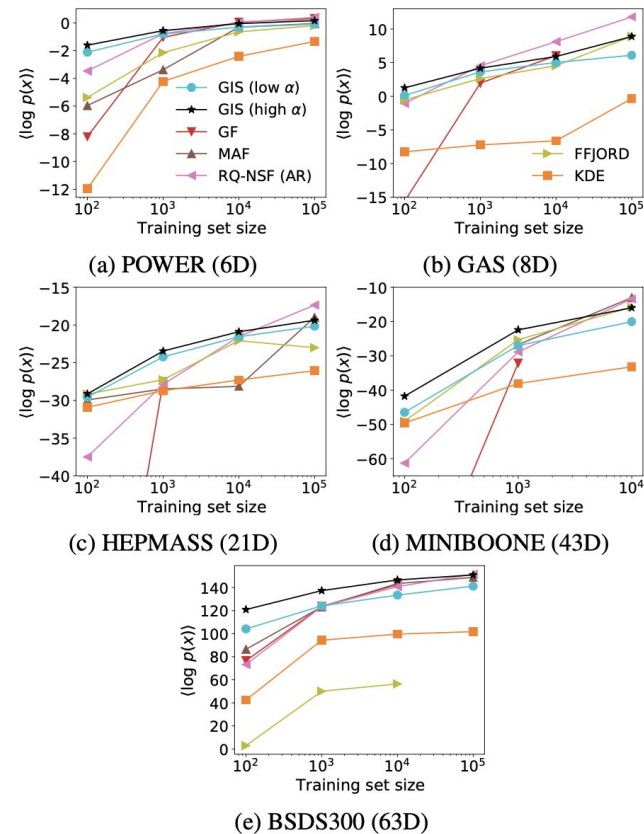 0
−2
−4
−6
−8
−10
−12
⟨log p(x)⟩
GIS (low α)
GIS (high α)
GF
MAF
RQ-NSF (AR)
10² 10³ 10⁴ 10⁵
Training set size
(a) POWER (6D)
10
5
0
−5
−10
−15
⟨log p(x)⟩
FFJORD
KDE
10² 10³ 10⁴ 10⁵
Training set size
(b) GAS (8D)
−15
−20
−25
−30
−35
−40
⟨log p(x)⟩
10² 10³ 10⁴ 10⁵
Training set size
(c) HEPMASS (21D)
−10
−20
−30
−40
−50
−60
⟨log p(x)⟩
10² 10³ 10⁴
Training set size
(d) MINIBOONE (43D)
140
120
100
80
60
40
20
0
⟨log p(x)⟩
10² 10³ 10⁴ 10⁵
Training set size
(e) BSDS300 (63D)